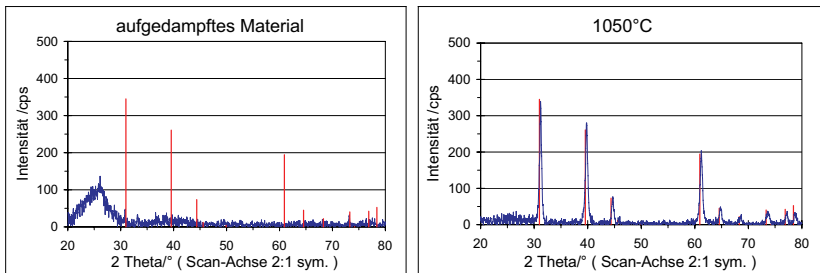 aufgedampftes Material
500
400
300
200
100
0
Intensität /cps
20 30 40 50 60 70 80
2 Theta/° ( Scan-Achse 2:1 sym. )
1050°C
500
400
300
200
100
0
Intensität /cps
20 30 40 50 60 70 80
2 Theta/° ( Scan-Achse 2:1 sym. )